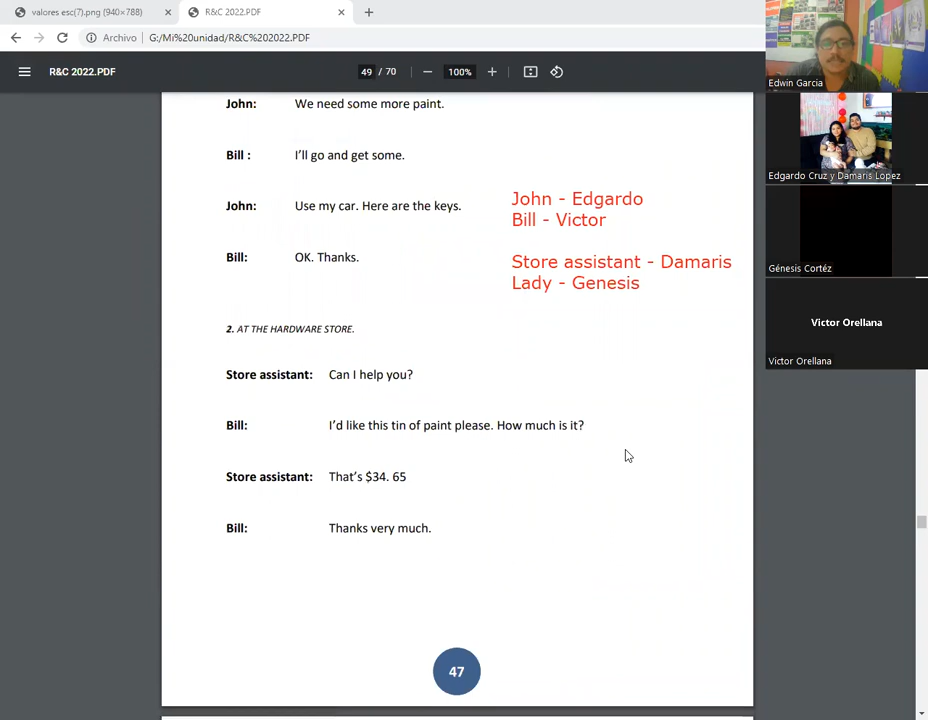 valores esc(7).png (940×788)
R&C 2022.PDF
Archivo
G:/Mi%20unidad/R&C%202022.PDF
R&C 2022.PDF
49 / 70
100%
John: We need some more paint.
Bill : I'll go and get some.
John: Use my car. Here are the keys.
Bill: OK. Thanks.
John - Edgardo
Bill - Victor
Store assistant - Damaris
Lady - Genesis
2. AT THE HARDWARE STORE.
Store assistant: Can I help you?
Bill: I'd like this tin of paint please. How much is it?
Store assistant: That's $34. 65
Bill: Thanks very much.
47
Edwin Garcia
Edgardo Cruz y Damaris Lopez
Génesis Cortéz
Victor Orellana
Victor Orellana